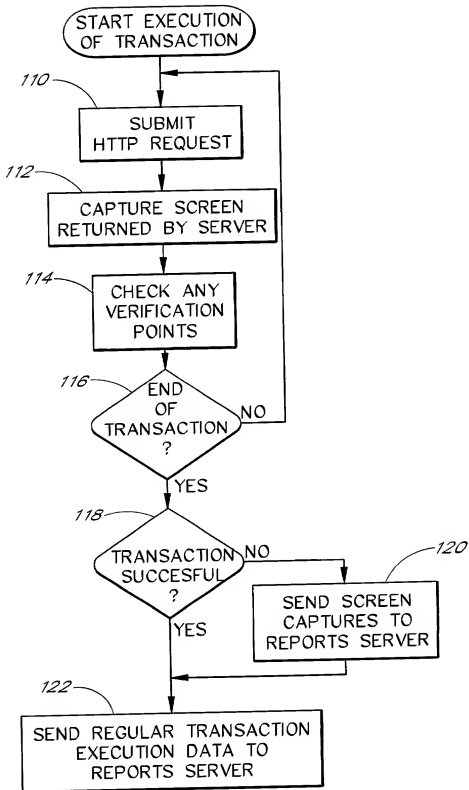 START EXECUTION
OF TRANSACTION
110
SUBMIT
HTTP REQUEST
112
CAPTURE SCREEN
RETURNED BY SERVER
114
CHECK ANY
VERIFICATION
POINTS
116
END
OF
TRANSACTION
?
NO
YES
118
TRANSACTION
SUCCESFUL
?
NO
YES
120
SEND SCREEN
CAPTURES TO
REPORTS SERVER
122
SEND REGULAR TRANSACTION
EXECUTION DATA TO
REPORTS SERVER